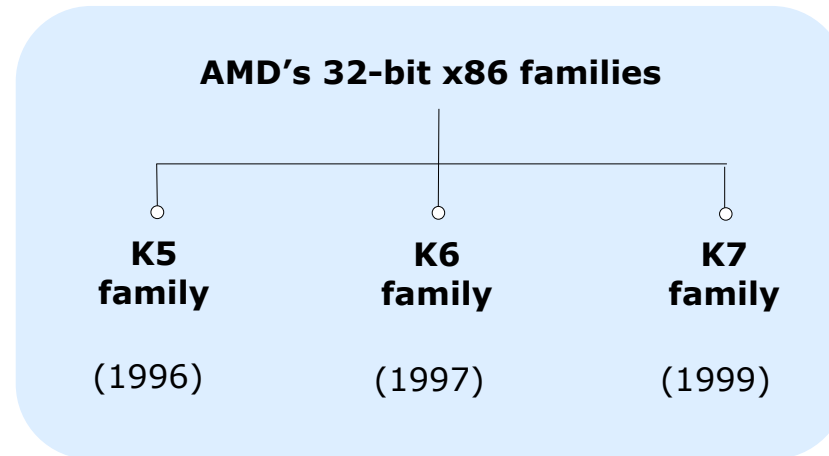 AMD’s 32-bit x86 families
K5 family
K6 family
K7 family
(1996)
(1997)
(1999)